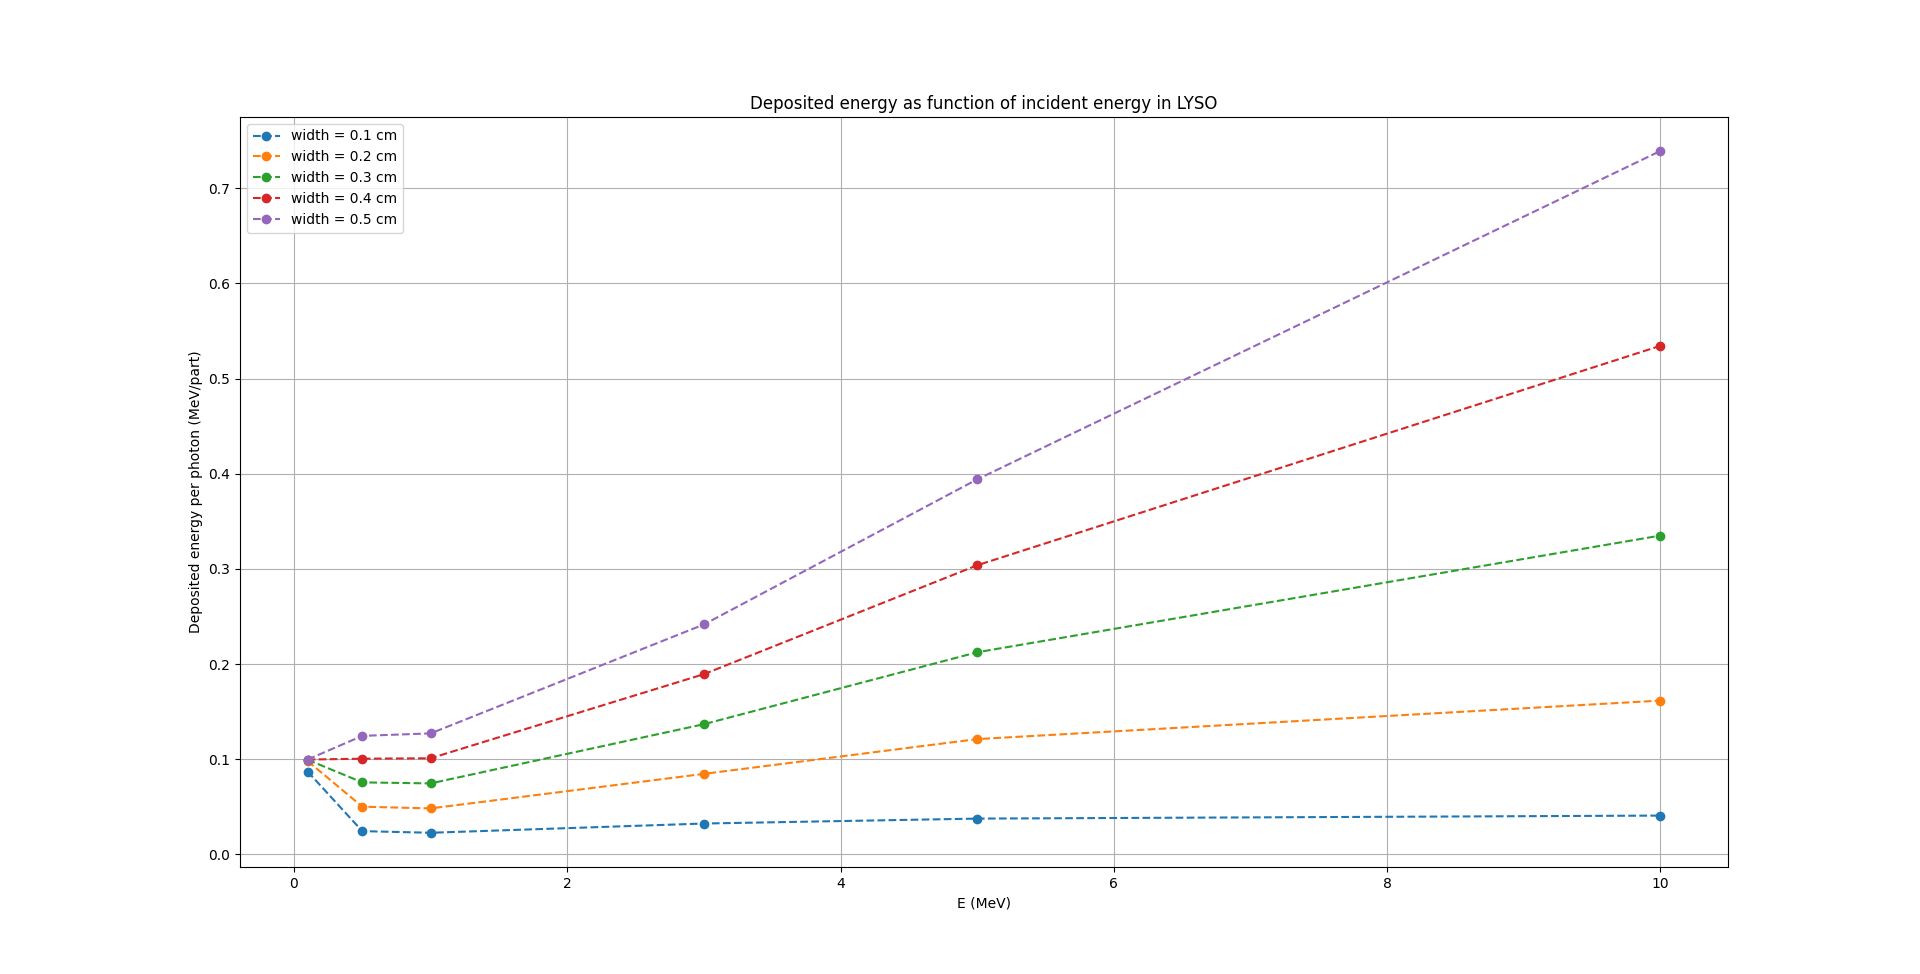 Deposited energy as function of incident energy in LYSO
width = 0.1 cm
width = 0.2 cm
width = 0.3 cm
width = 0.4 cm
width = 0.5 cm
Deposited energy per photon (MeV/part)
0.7
0.6
0.5
0.4
0.3
0.2
0.1
0.0
0 2 4 6 8 10
E (MeV)